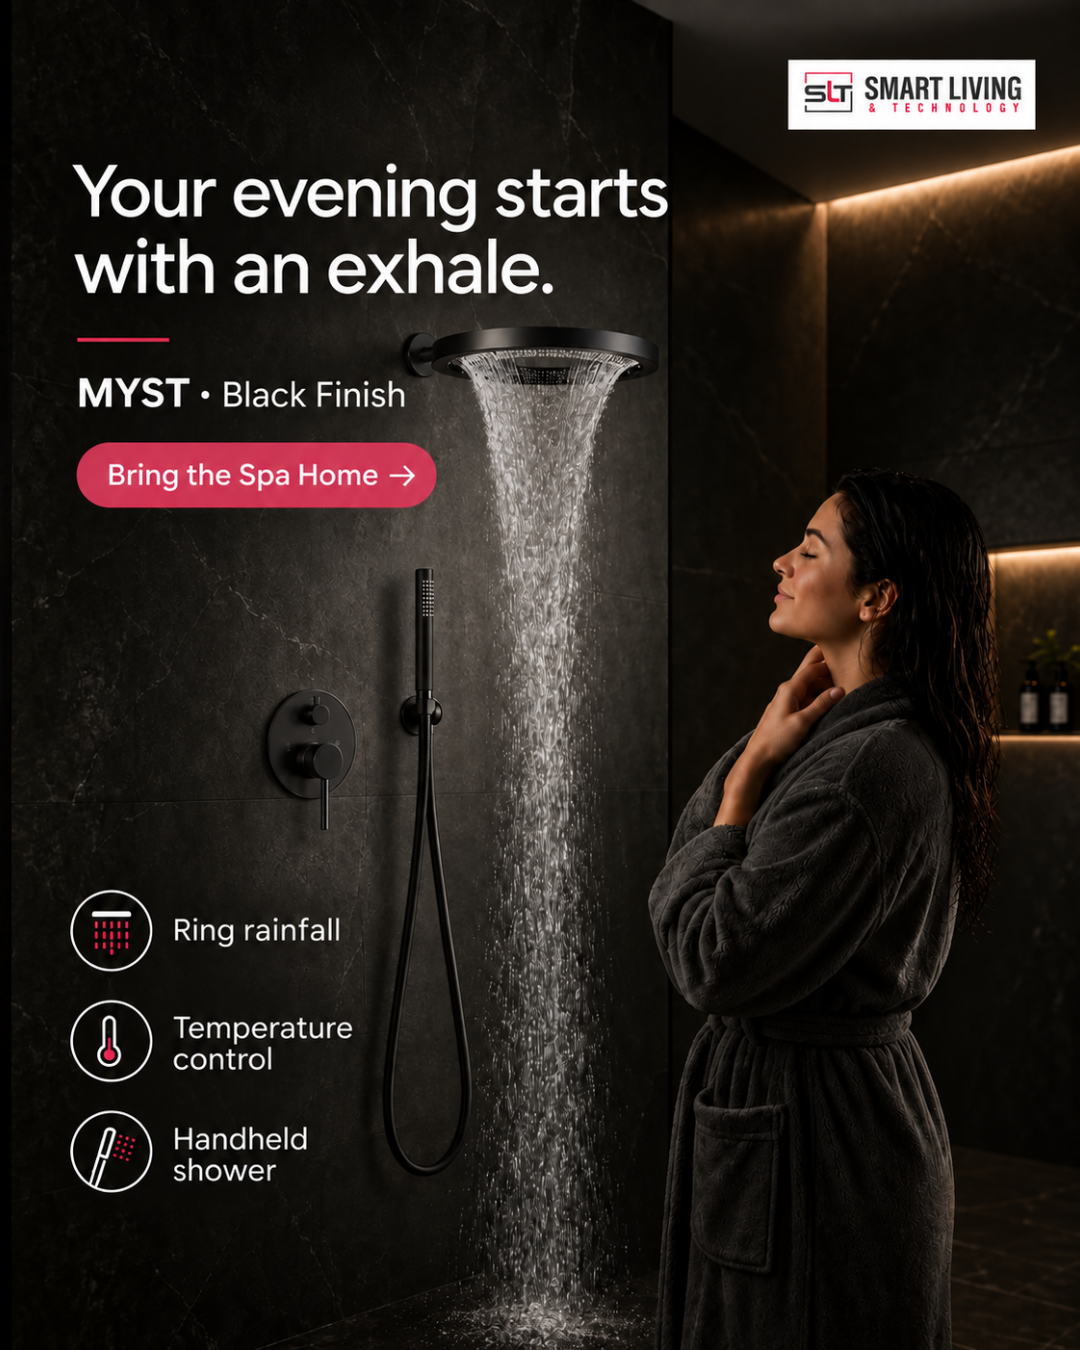 SLT SMART LIVING
& TECHNOLOGY
Your evening starts
with an exhale.
MYST • Black Finish
Bring the Spa Home →
Ring rainfall
Temperature
control
Handheld
shower